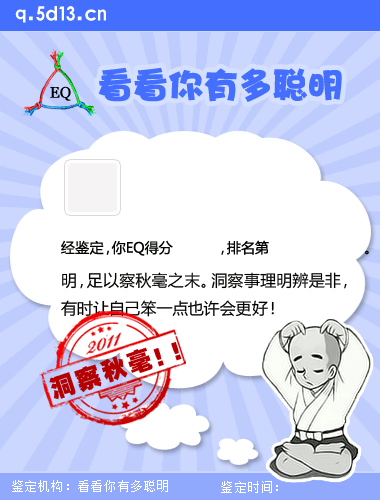 q.5d13.cn
EQ
看看你有多聪明
经鉴定，你EQ得分 ，排名第 。
明，足以察秋毫之末。洞察事理明辨是非，
有时让自己笨一点也许会更好！
2011
洞察秋毫！！
鉴定机构：看看你有多聪明 鉴定时间：